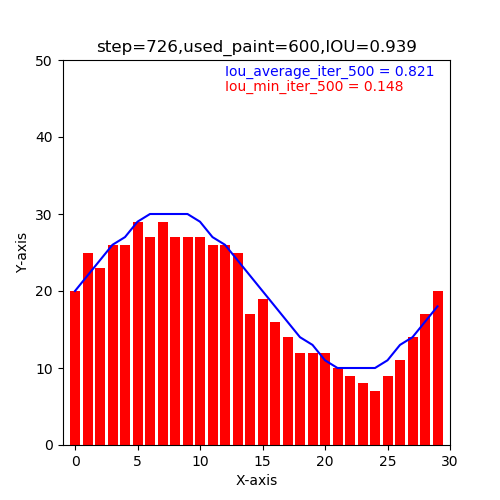 step=726,used_paint=600,IOU=0.939
Iou_average_iter_500 = 0.821
Iou_min_iter_500 = 0.148
50
40
30
20
10
0
Y-axis
0 5 10 15 20 25 30
X-axis